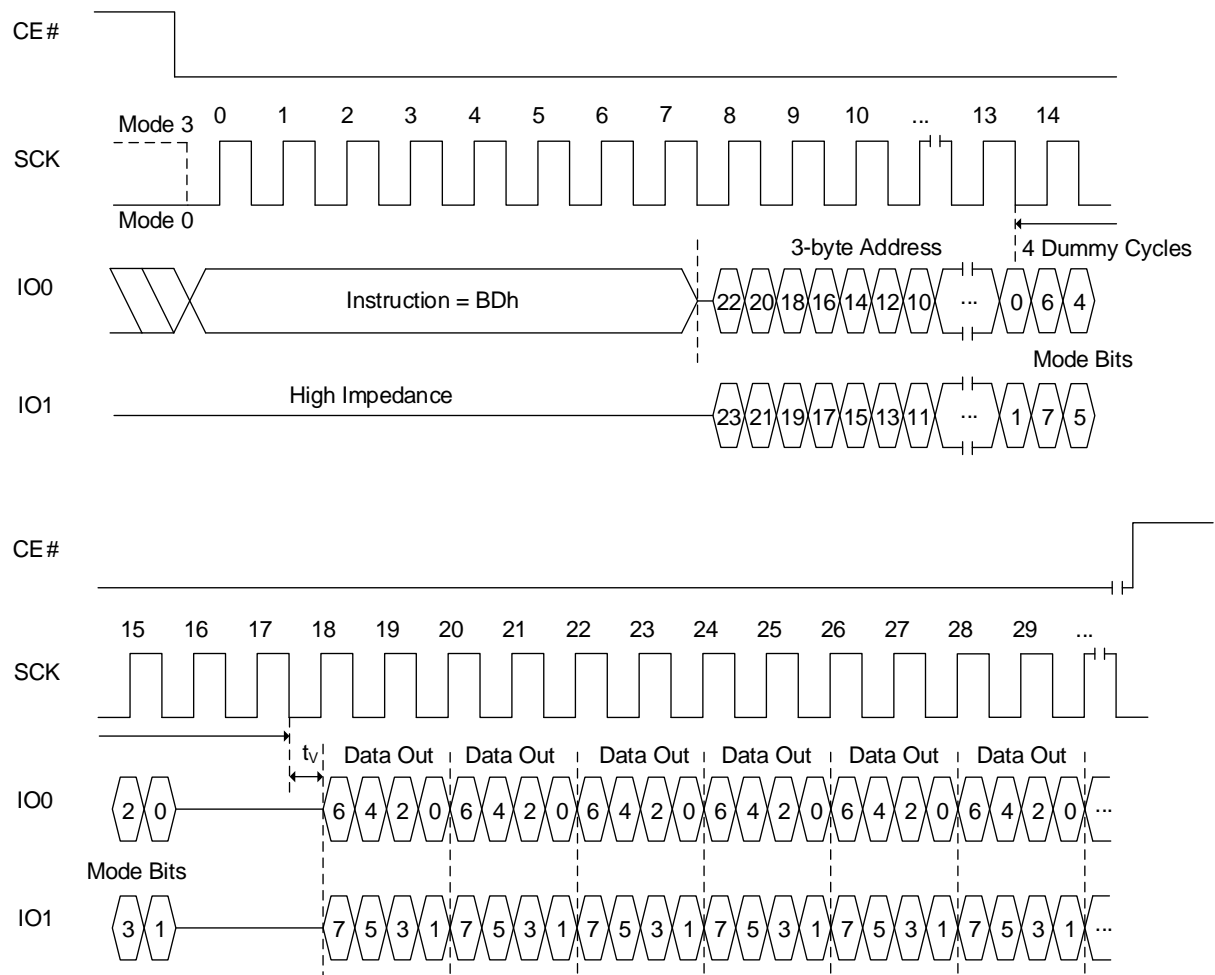 CE#
0 1 2 3 4 5 6 7 8 9 10 ... 13 14
Mode 3
SCK
Mode 0
3-byte Address 4 Dummy Cycles
IO0 Instruction = BDh 22 20 18 16 14 12 10 ... 0 6 4
Mode Bits
High Impedance
IO1 23 21 19 17 15 13 11 ... 1 7 5
CE#
15 16 17 18 19 20 21 22 23 24 25 26 27 28 29 ...
SCK
tV Data Out Data Out Data Out Data Out Data Out Data Out
IO0 2 0 6 4 2 0 6 4 2 0 6 4 2 0 6 4 2 0 6 4 2 0 6 4 2 0 ...
Mode Bits
IO1 3 1 7 5 3 1 7 5 3 1 7 5 3 1 7 5 3 1 7 5 3 1 7 5 3 1 ...